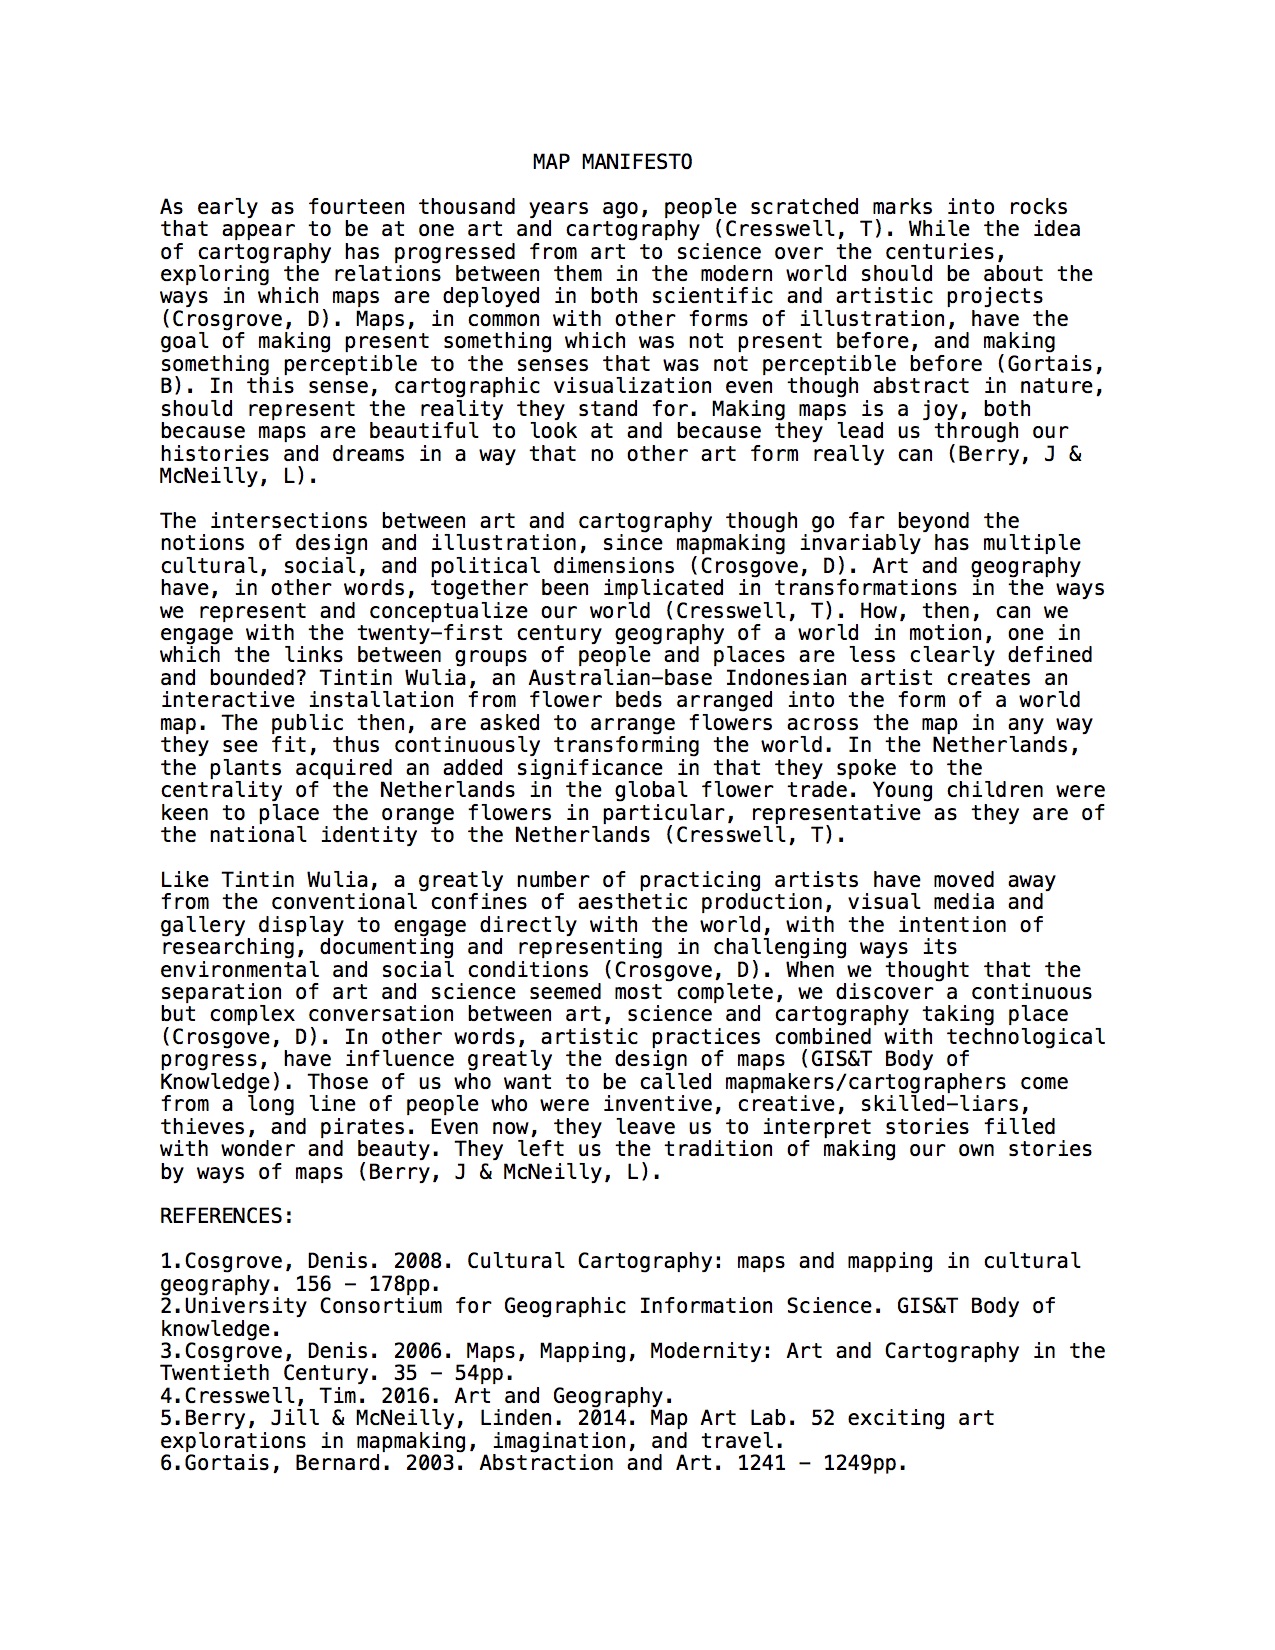 MAP MANIFESTO
As early as fourteen thousand years ago, people scratched marks into rocks
that appear to be at one art and cartography (Cresswell, T). While the idea
of cartography has progressed from art to science over the centuries,
exploring the relations between them in the modern world should be about the
ways in which maps are deployed in both scientific and artistic projects
(Crosgrove, D). Maps, in common with other forms of illustration, have the
goal of making present something which was not present before, and making
something perceptible to the senses that was not perceptible before (Gortais,
B). In this sense, cartographic visualization even though abstract in nature,
should represent the reality they stand for. Making maps is a joy, both
because maps are beautiful to look at and because they lead us through our
histories and dreams in a way that no other art form really can (Berry, J &
McNeilly, L).
The intersections between art and cartography though go far beyond the
notions of design and illustration, since mapmaking invariably has multiple
cultural, social, and political dimensions (Crosgove, D). Art and geography
have, in other words, together been implicated in transformations in the ways
we represent and conceptualize our world (Cresswell, T). How, then, can we
engage with the twenty-first century geography of a world in motion, one in
which the links between groups of people and places are less clearly defined
and bounded? Tintin Wulia, an Australian-base Indonesian artist creates an
interactive installation from flower beds arranged into the form of a world
map. The public then, are asked to arrange flowers across the map in any way
they see fit, thus continuously transforming the world. In the Netherlands,
the plants acquired an added significance in that they spoke to the
centrality of the Netherlands in the global flower trade. Young children were
keen to place the orange flowers in particular, representative as they are of
the national identity to the Netherlands (Cresswell, T).
Like Tintin Wulia, a greatly number of practicing artists have moved away
from the conventional confines of aesthetic production, visual media and
gallery display to engage directly with the world, with the intention of
researching, documenting and representing in challenging ways its
environmental and social conditions (Crosgove, D). When we thought that the
separation of art and science seemed most complete, we discover a continuous
but complex conversation between art, science and cartography taking place
(Crosgove, D). In other words, artistic practices combined with technological
progress, have influence greatly the design of maps (GIS&T Body of
Knowledge). Those of us who want to be called mapmakers/cartographers come
from a long line of people who were inventive, creative, skilled-liars,
thieves, and pirates. Even now, they leave us to interpret stories filled
with wonder and beauty. They left us the tradition of making our own stories
by ways of maps (Berry, J & McNeilly, L).
REFERENCES:
1.Cosgrove, Denis. 2008. Cultural Cartography: maps and mapping in cultural
geography. 156 – 178pp.
2.University Consortium for Geographic Information Science. GIS&T Body of
knowledge.
3.Cosgrove, Denis. 2006. Maps, Mapping, Modernity: Art and Cartography in the
Twentieth Century. 35 – 54pp.
4.Cresswell, Tim. 2016. Art and Geography.
5.Berry, Jill & McNeilly, Linden. 2014. Map Art Lab. 52 exciting art
explorations in mapmaking, imagination, and travel.
6.Gortais, Bernard. 2003. Abstraction and Art. 1241 – 1249pp.